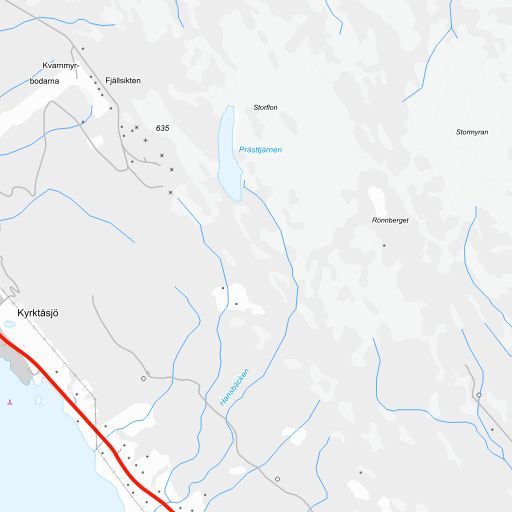 Kvarnmyr-
bodarna
Fjällsikten
Storflon
635
Stormyran
Prästtjärnen
Rönnberget
Kyrktåsjö
Hansbäcken